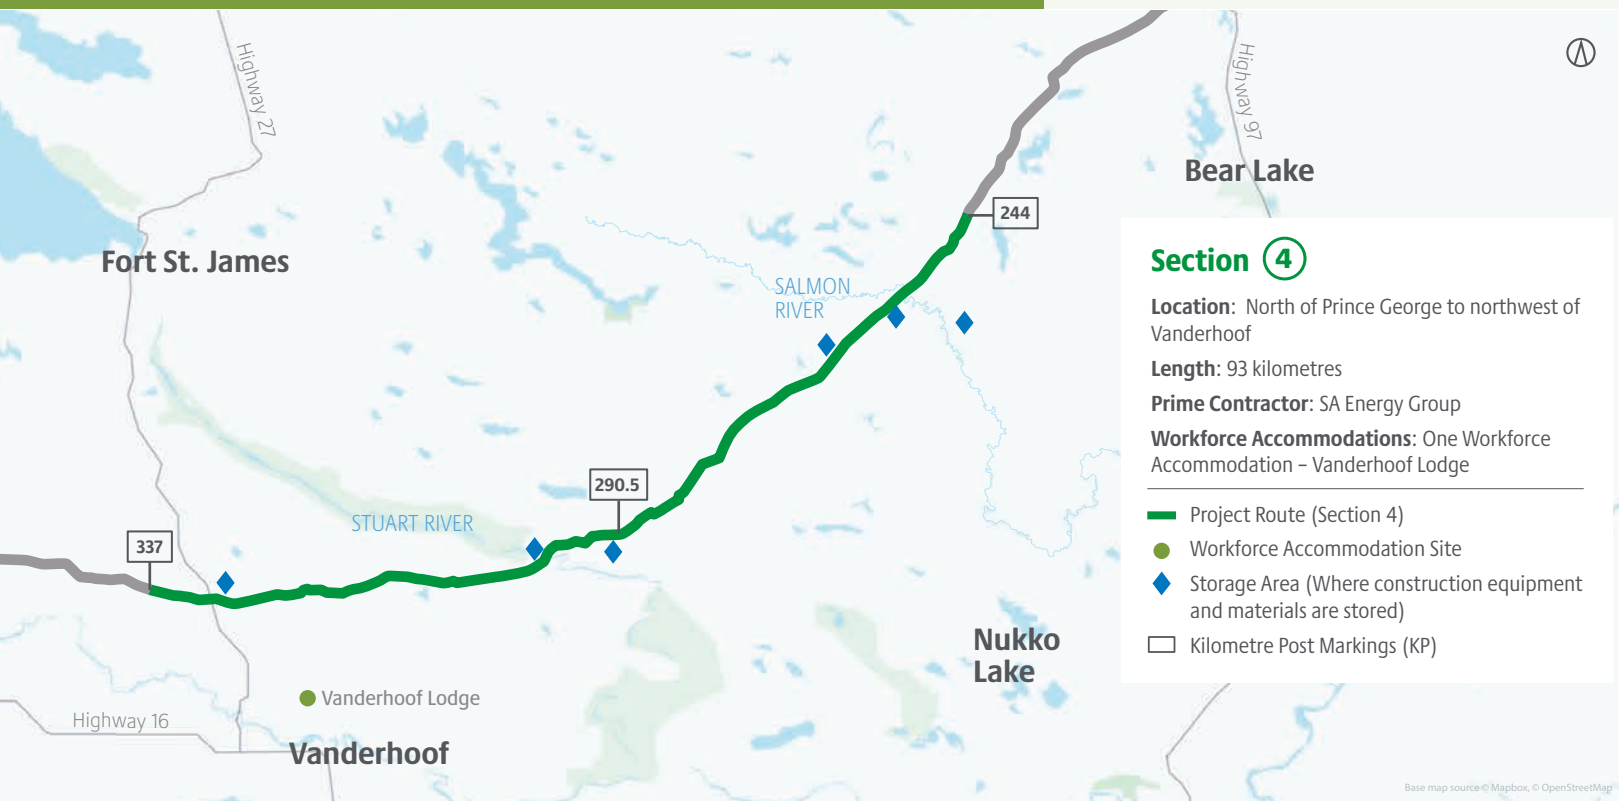 Highway 27
Highway 97
Bear Lake
244
Fort St. James
SALMON
RIVER
290.5
STUART RIVER
337
Nukko
Lake
Vanderhoof Lodge
Highway 16
Vanderhoof
Section 4
Location: North of Prince George to northwest of
Vanderhoof
Length: 93 kilometres
Prime Contractor: SA Energy Group
Workforce Accommodations: One Workforce
Accommodation – Vanderhoof Lodge
Project Route (Section 4)
Workforce Accommodation Site
Storage Area (Where construction equipment
and materials are stored)
Kilometre Post Markings (KP)
Base map source © Mapbox, © OpenStreetMap